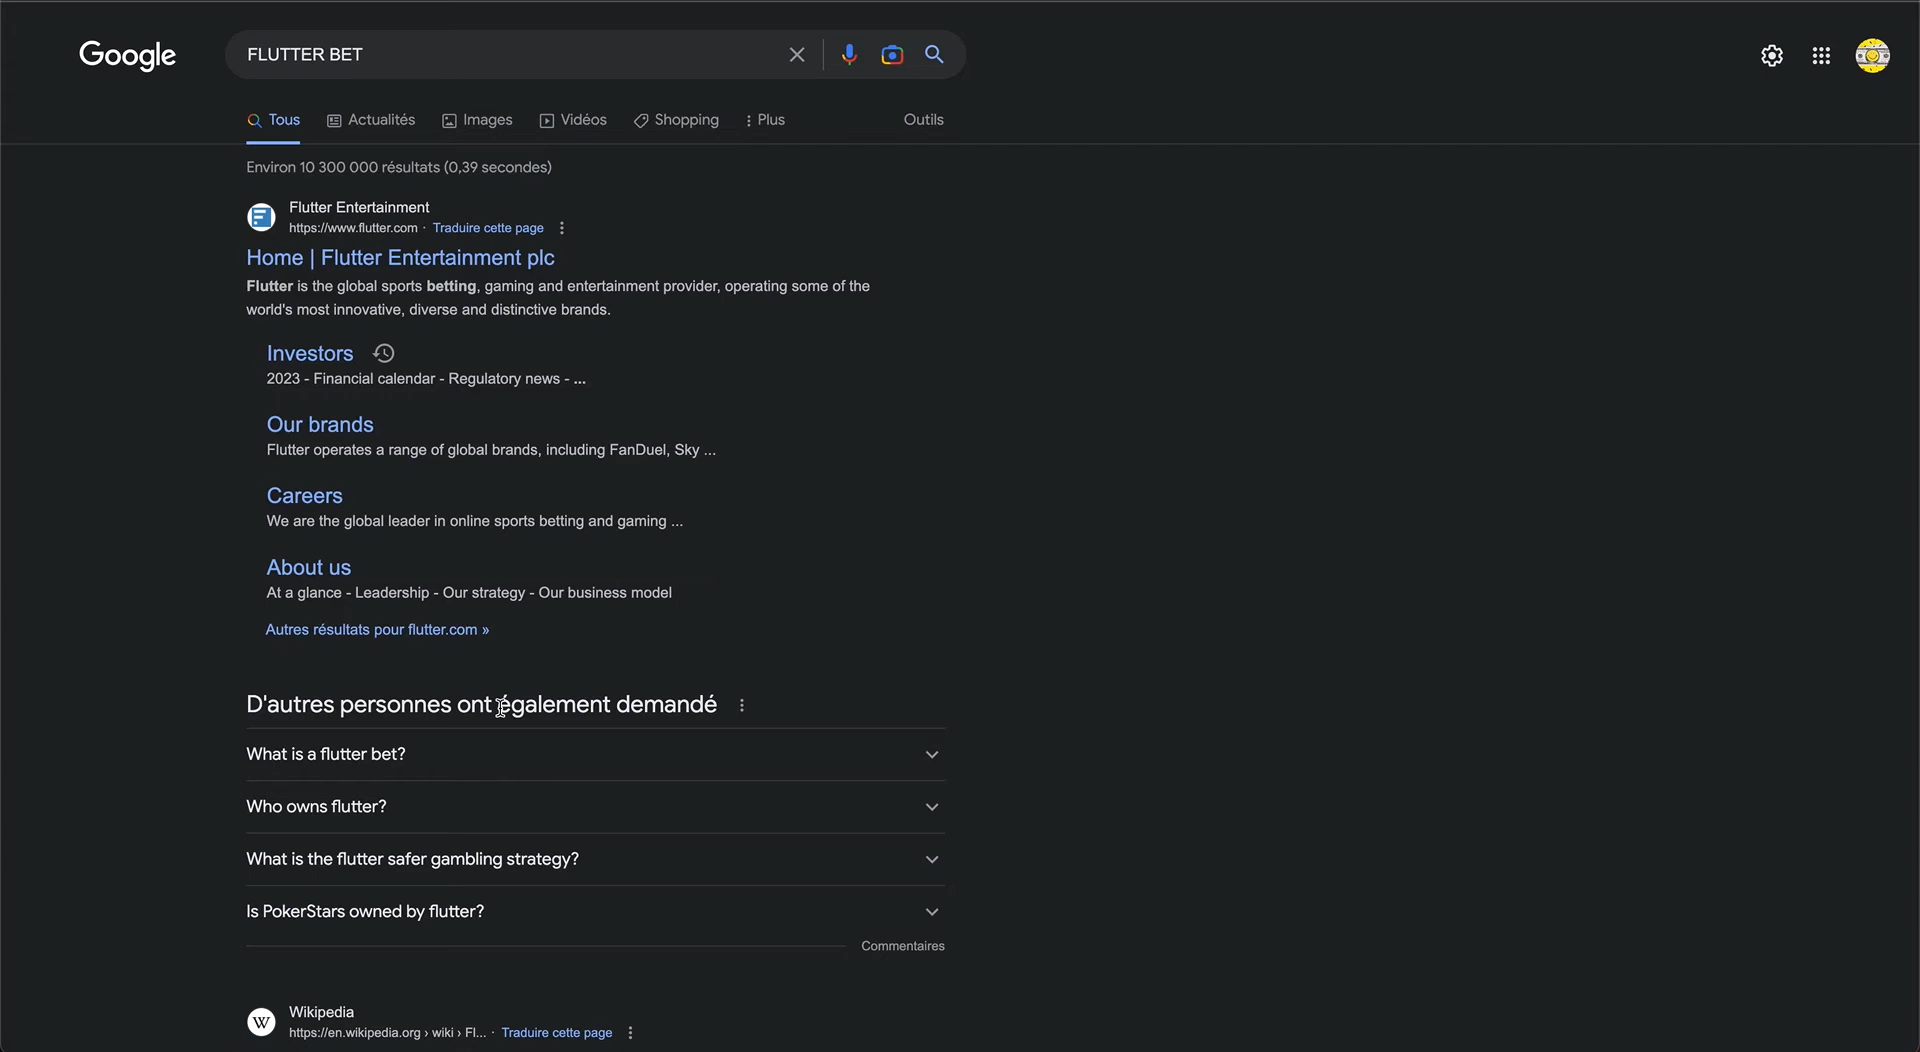 Google
FLUTTER BET
Tous
Actualités
Images
Vidéos
Shopping
Plus
Outils
Environ 10 300 000 résultats (0,39 secondes)
Flutter Entertainment
https://www.flutter.com · Traduire cette page
Home | Flutter Entertainment plc
Flutter is the global sports betting, gaming and entertainment provider, operating some of the
world's most innovative, diverse and distinctive brands.
Investors
2023 - Financial calendar - Regulatory news - ...
Our brands
Flutter operates a range of global brands, including FanDuel, Sky ...
Careers
We are the global leader in online sports betting and gaming ...
About us
At a glance - Leadership - Our strategy - Our business model
Autres résultats pour flutter.com »
D'autres personnes ont également demandé
What is a flutter bet?
Who owns flutter?
What is the flutter safer gambling strategy?
Is PokerStars owned by flutter?
Commentaires
W
Wikipedia
https://en.wikipedia.org › wiki › Fl... · Traduire cette page